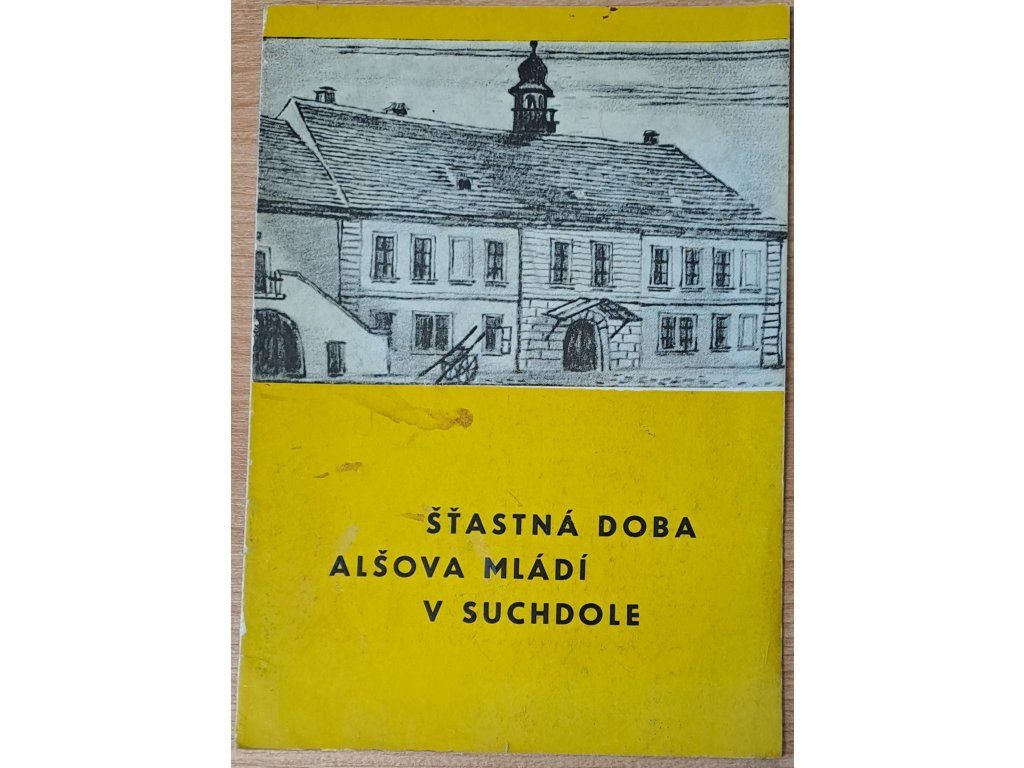 ŠŤASTNÁ DOBA
ALŠOVA MLÁDÍ
V SUCHDOLE